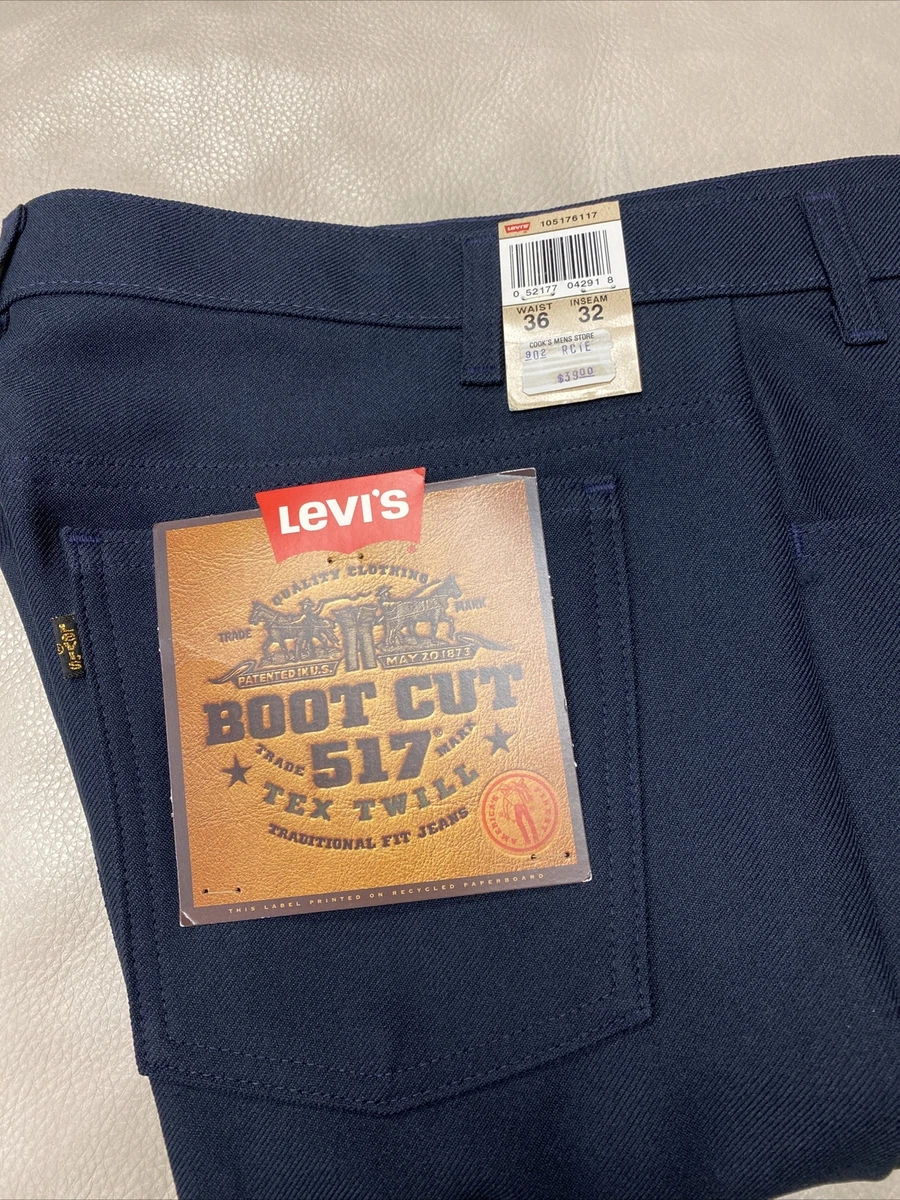 Levi's 105176117
0 52177 04291 8
WAIST INSEAM
36 32
COOK'S MENS STORE
902 RCIE
$39.00
LEVI'S
®
QUALITY CLOTHING
TRADE MARK
PATENTED IN U.S. MAY 20 1873
BOOT CUT
TRADE 517® MARK
TEX TWILL
TRADITIONAL FIT JEANS
THIS LABEL PRINTED ON RECYCLED PAPERBOARD
LEVI'S